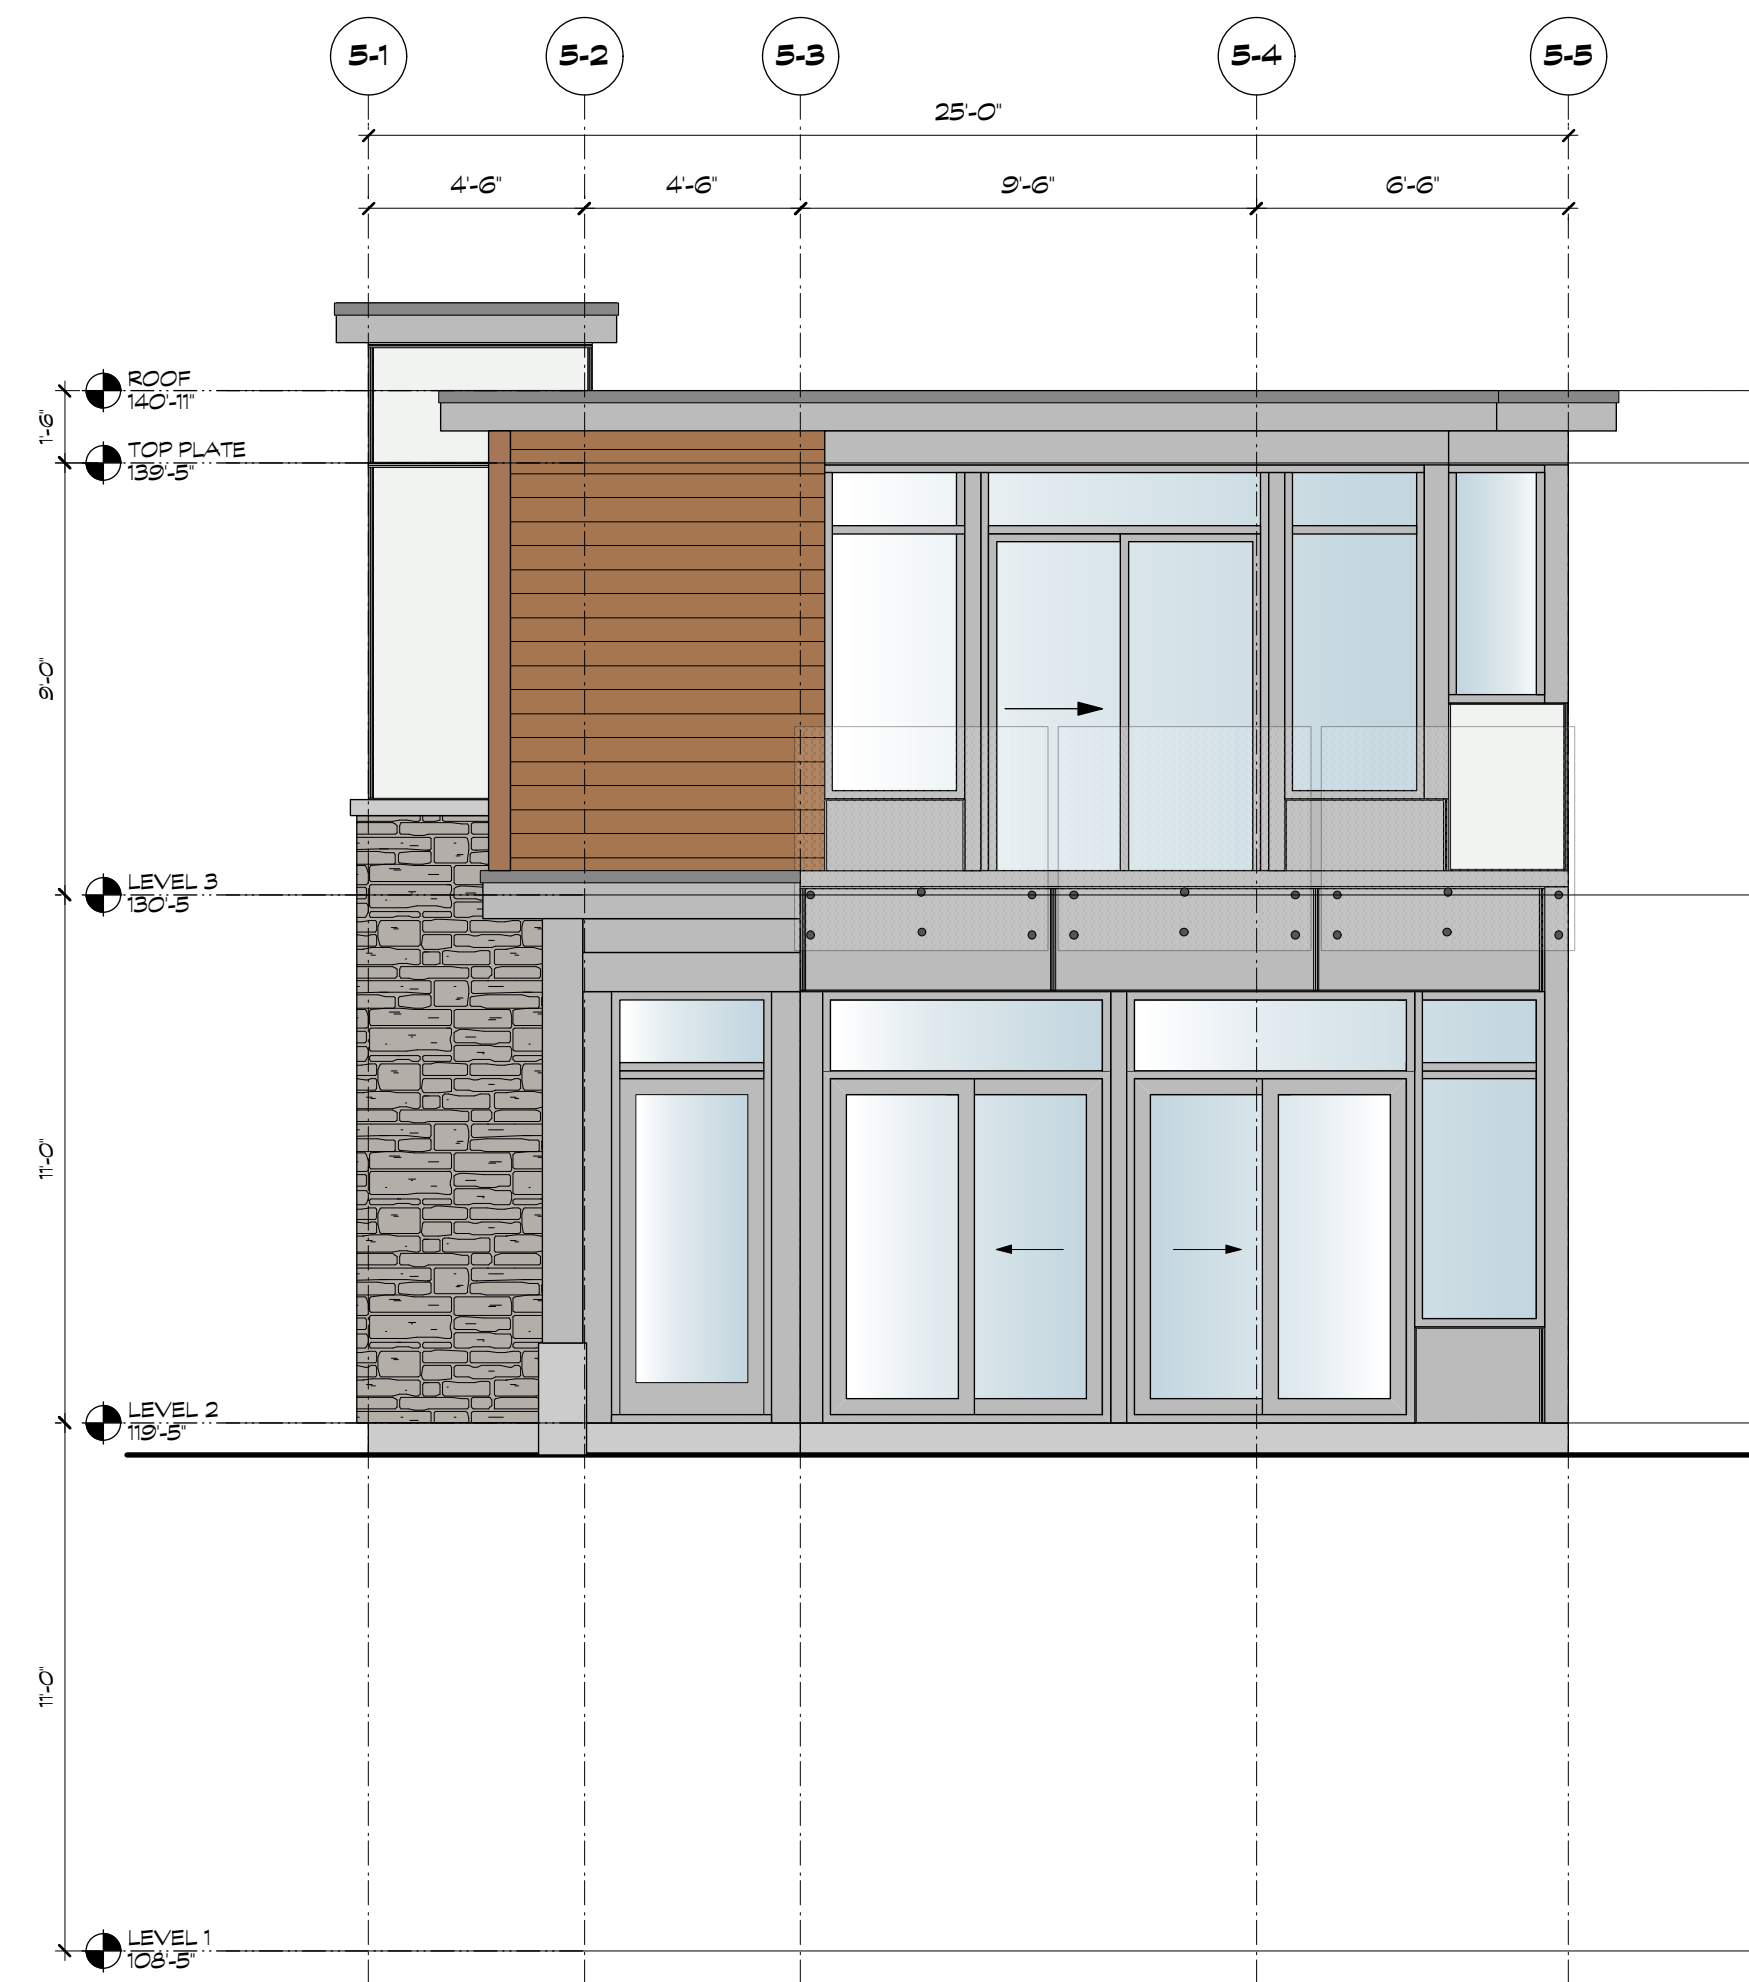 5-1 5-2 5-3 5-4 5-5
25'-0"
4'-6" 4'-6" 9'-6" 6'-6"
ROOF
140'-11"
1'-6"
TOP PLATE
139'-5"
9'-0"
LEVEL 3
130'-5
11'-0"
LEVEL 2
119'-5"
11'-0"
LEVEL 1
108'-5"